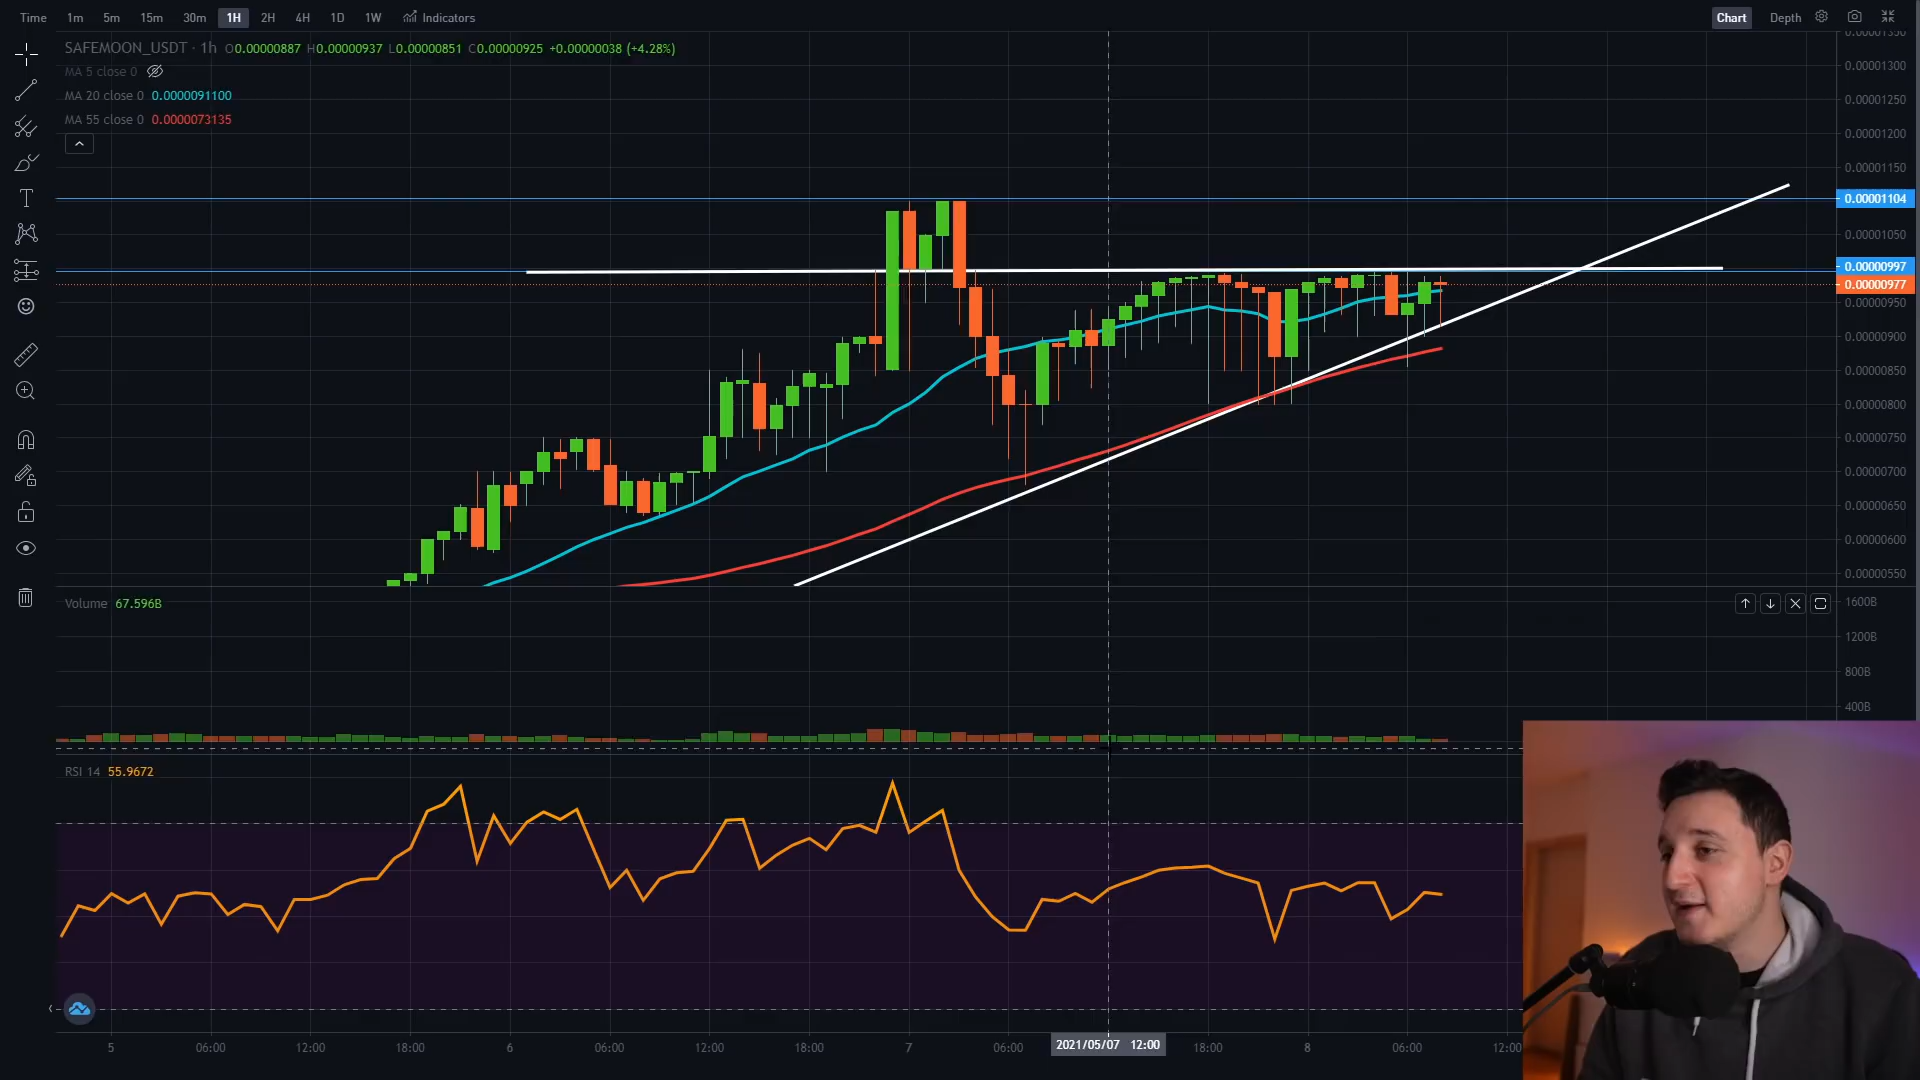 Time 1m 5m 15m 30m 1H 2H 4H 1D 1W Indicators Chart Depth
SAFEMOON_USDT · 1h O0.00000887 H0.00000937 L0.00000851 C0.00000925 +0.00000038 (+4.28%)
MA 5 close 0
MA 20 close 0 0.0000091100
MA 55 close 0 0.0000073135
0.00001350
0.00001300
0.00001250
0.00001200
0.00001150
0.00001104
0.00001050
0.00000997
0.00000977
0.00000950
0.00000900
0.00000850
0.00000800
0.00000750
0.00000700
0.00000650
0.00000600
0.00000550
Volume 67.596B
1600B
1200B
800B
400B
RSI 14 55.9672
5 06:00 12:00 18:00 6 06:00 12:00 18:00 7 06:00 2021/05/07 12:00 18:00 8 06:00 12:00